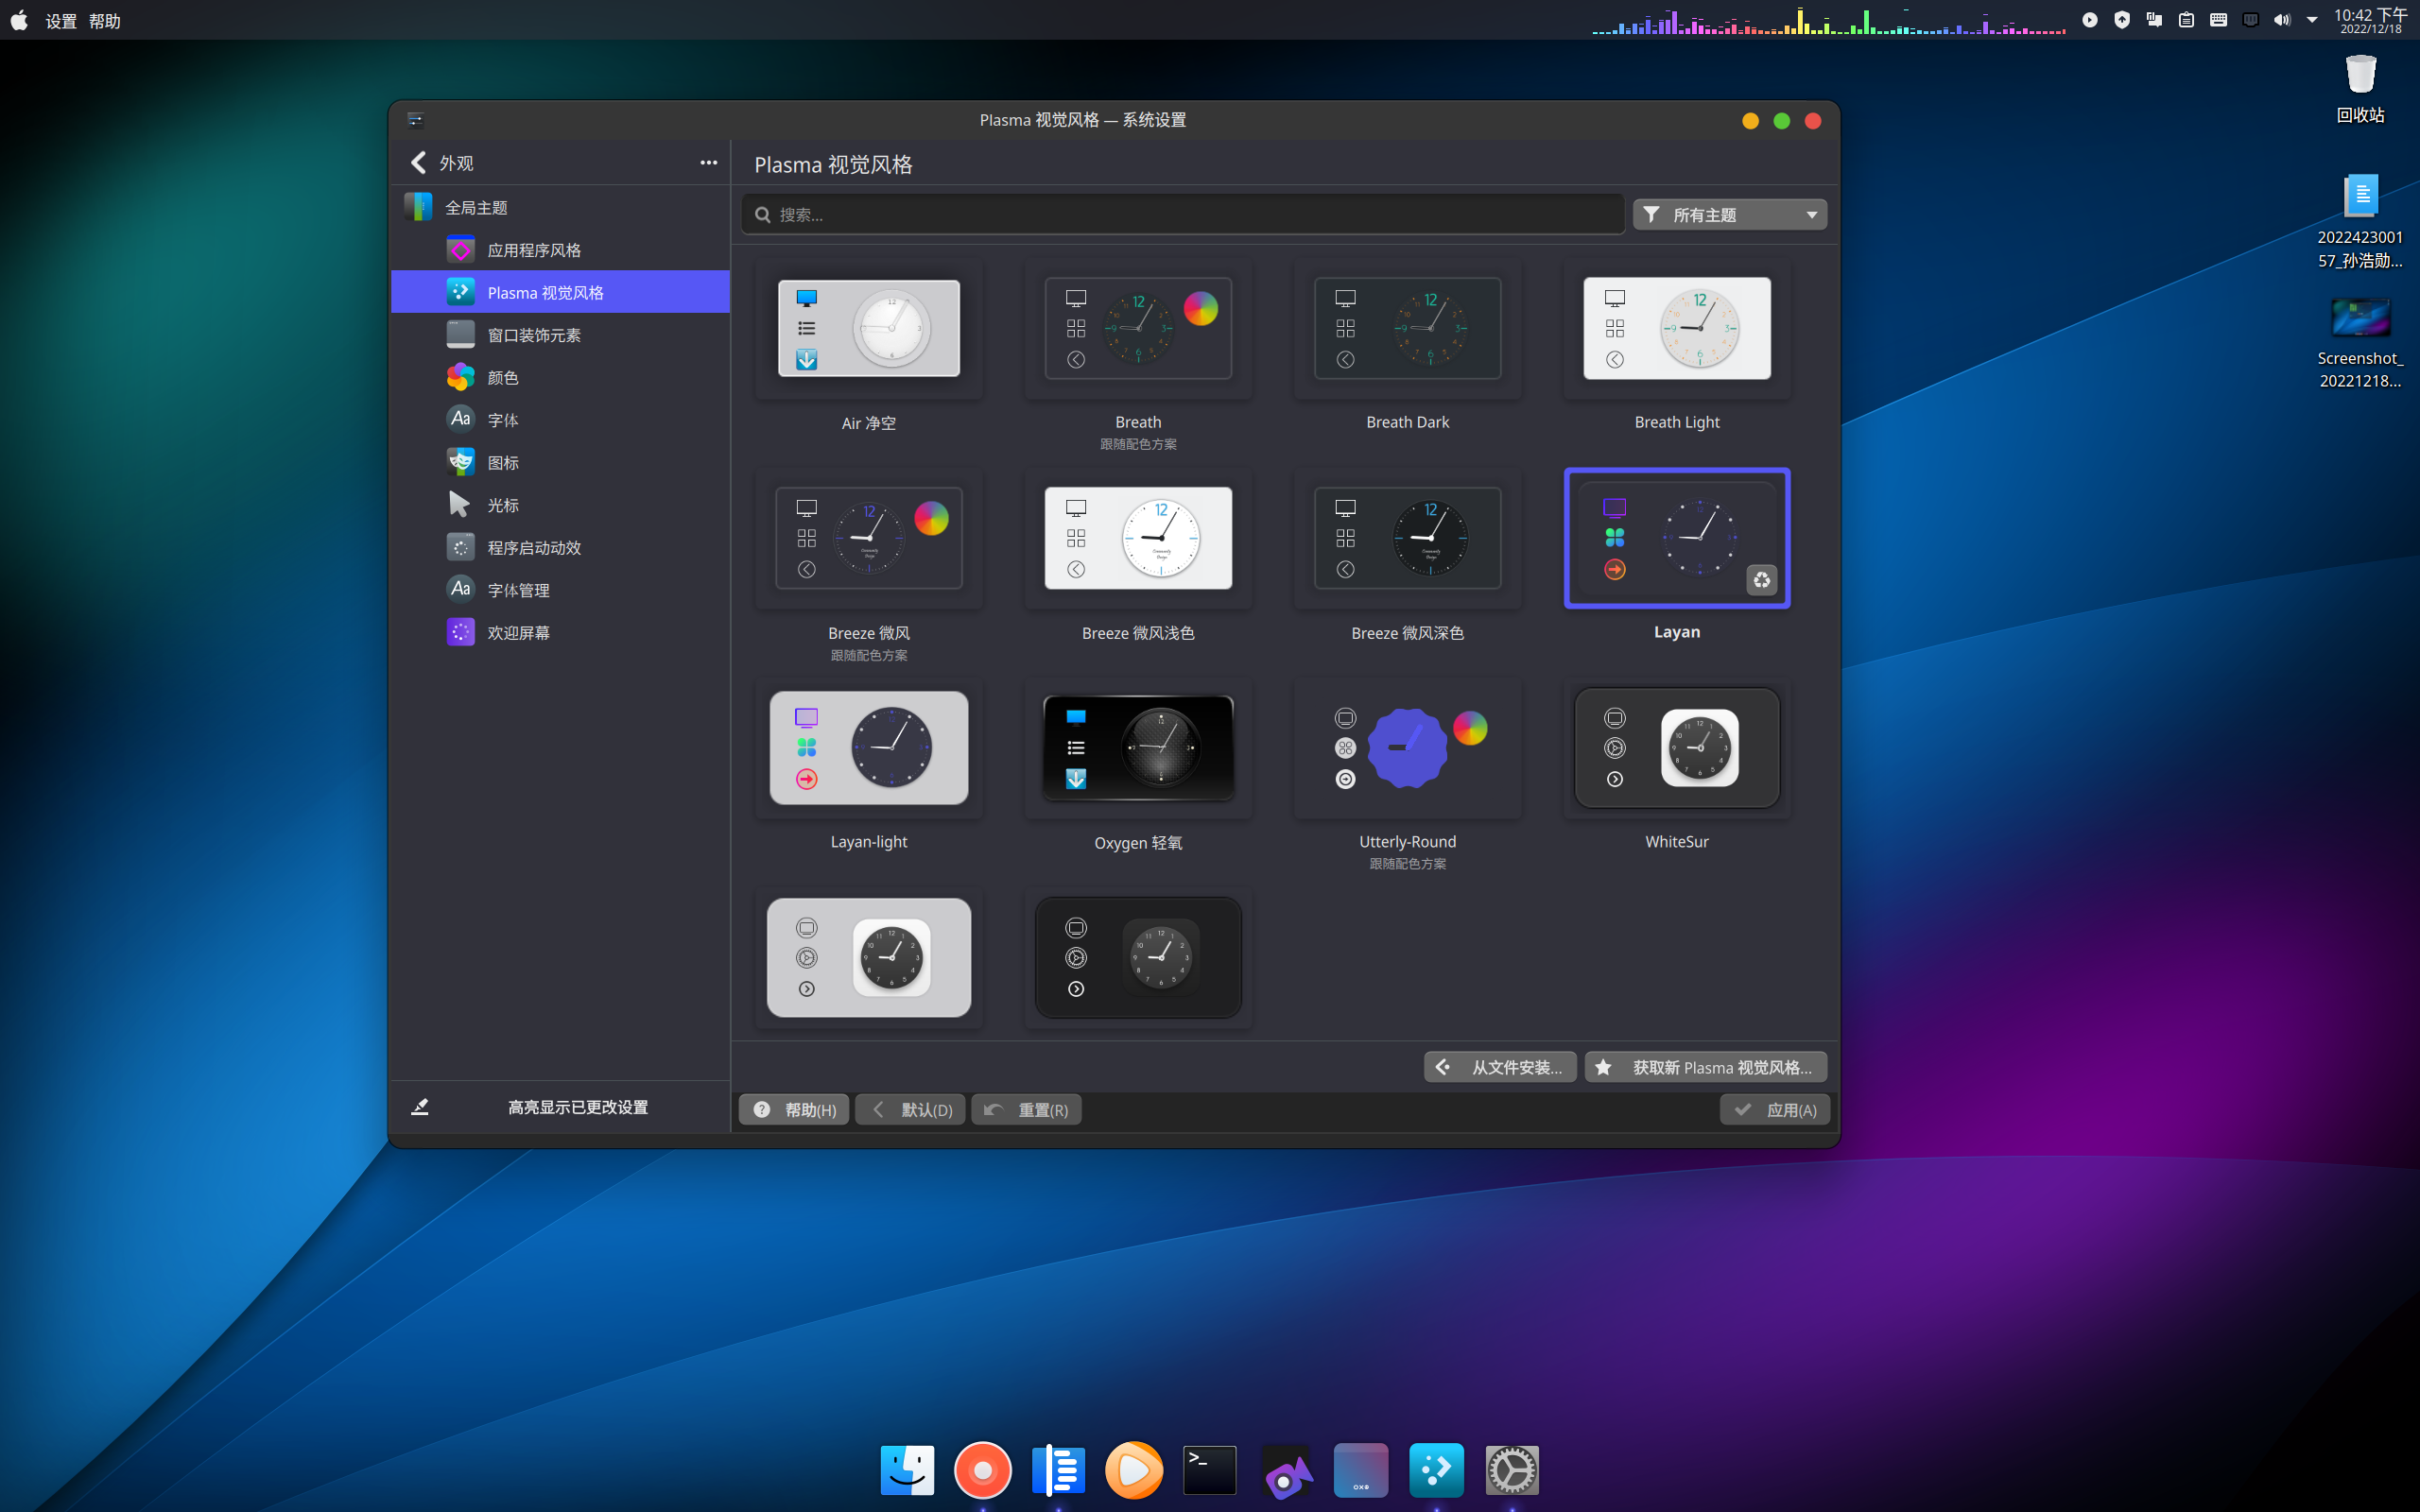 设置 帮助
10:42 下午
2022/12/18
回收站
2022423001
57_孙浩勋...
Screenshot_
20221218...
Plasma 视觉风格 — 系统设置
外观
全局主题
应用程序风格
Plasma 视觉风格
窗口装饰元素
颜色
字体
图标
光标
程序启动动效
字体管理
欢迎屏幕
高亮显示已更改设置
Plasma 视觉风格
搜索...
所有主题
Air 净空
Breath
跟随配色方案
Breath Dark
Breath Light
Breeze 微风
跟随配色方案
Breeze 微风浅色
Breeze 微风深色
Layan
Layan-light
Oxygen 轻氧
Utterly-Round
跟随配色方案
WhiteSur
从文件安装...
获取新 Plasma 视觉风格...
帮助(H)
默认(D)
重置(R)
应用(A)